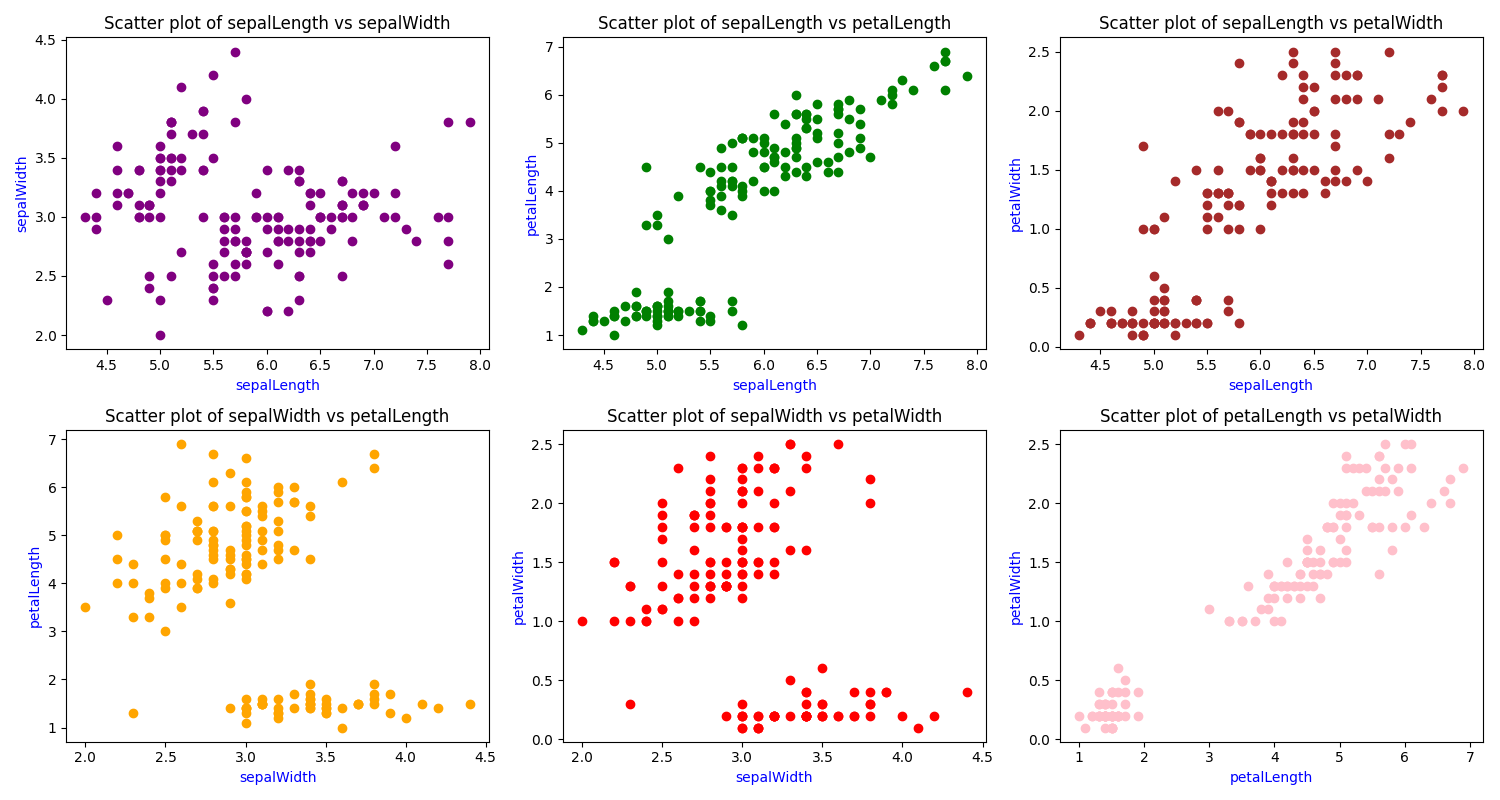 Scatter plot of sepalLength vs sepalWidth
4.5
4.0
3.5
3.0
2.5
2.0
sepalWidth
4.5 5.0 5.5 6.0 6.5 7.0 7.5 8.0
sepalLength
Scatter plot of sepalLength vs petalLength
7
6
5
4
3
2
1
petalLength
4.5 5.0 5.5 6.0 6.5 7.0 7.5 8.0
sepalLength
Scatter plot of sepalLength vs petalWidth
2.5
2.0
1.5
1.0
0.5
0.0
petalWidth
4.5 5.0 5.5 6.0 6.5 7.0 7.5 8.0
sepalLength
Scatter plot of sepalWidth vs petalLength
7
6
5
4
3
2
1
petalLength
2.0 2.5 3.0 3.5 4.0 4.5
sepalWidth
Scatter plot of sepalWidth vs petalWidth
2.5
2.0
1.5
1.0
0.5
0.0
petalWidth
2.0 2.5 3.0 3.5 4.0 4.5
sepalWidth
Scatter plot of petalLength vs petalWidth
2.5
2.0
1.5
1.0
0.5
0.0
petalWidth
1 2 3 4 5 6 7
petalLength